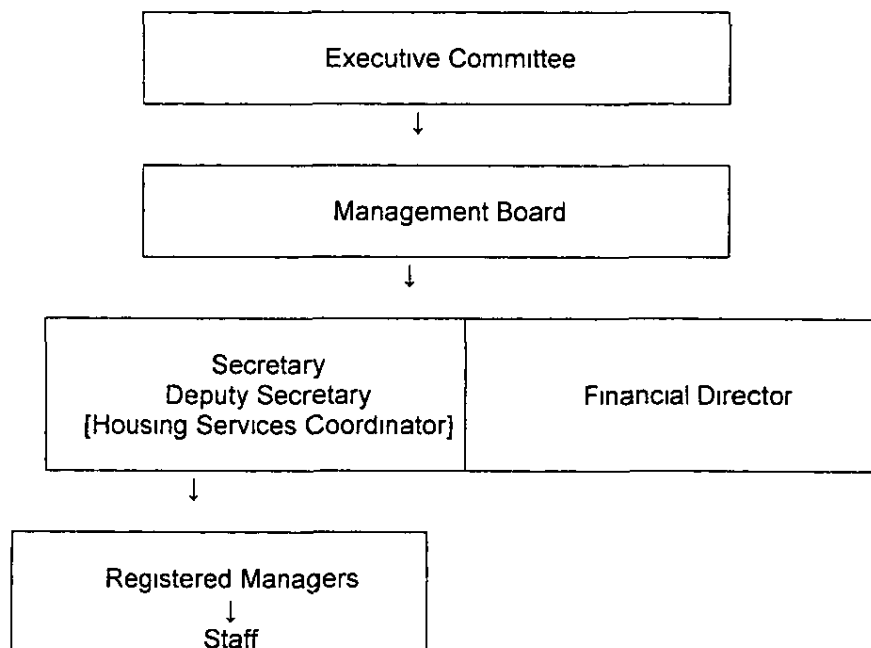 Executive Committee
↓
Management Board
↓
Secretary
Deputy Secretary
[Housing Services Coordinator]
Financial Director
↓
Registered Managers
↓
Staff